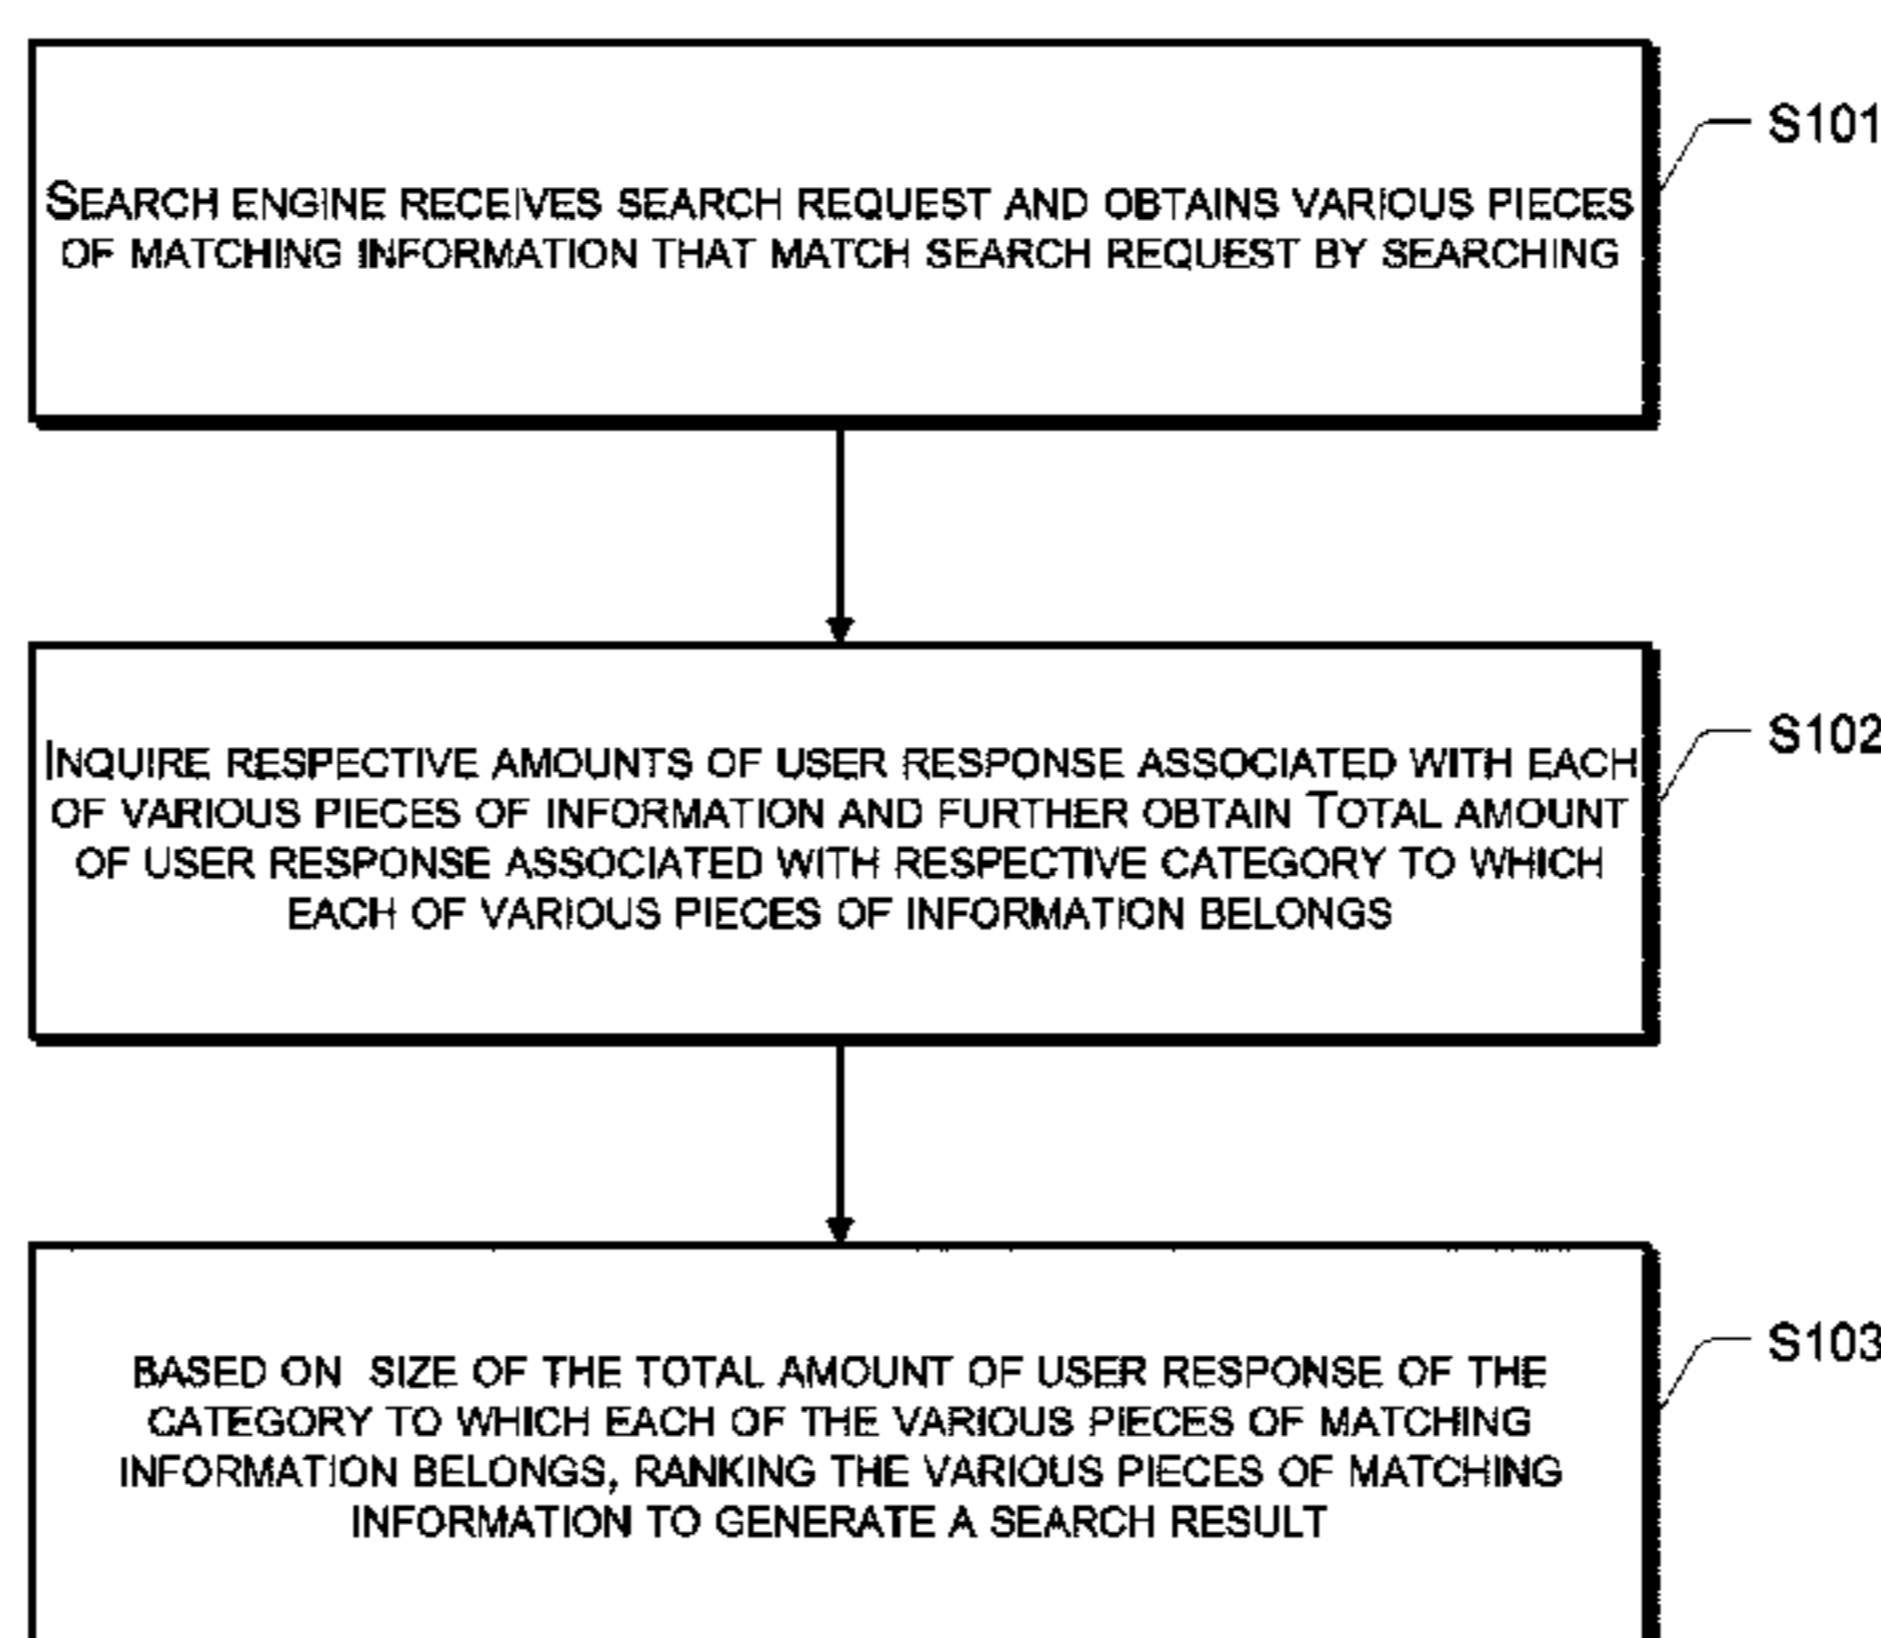 S101
SEARCH ENGINE RECEIVES SEARCH REQUEST AND OBTAINS VARIOUS PIECES
OF MATCHING INFORMATION THAT MATCH SEARCH REQUEST BY SEARCHING
S102
INQUIRE RESPECTIVE AMOUNTS OF USER RESPONSE ASSOCIATED WITH EACH
OF VARIOUS PIECES OF INFORMATION AND FURTHER OBTAIN TOTAL AMOUNT
OF USER RESPONSE ASSOCIATED WITH RESPECTIVE CATEGORY TO WHICH
EACH OF VARIOUS PIECES OF INFORMATION BELONGS
S103
BASED ON SIZE OF THE TOTAL AMOUNT OF USER RESPONSE OF THE
CATEGORY TO WHICH EACH OF THE VARIOUS PIECES OF MATCHING
INFORMATION BELONGS, RANKING THE VARIOUS PIECES OF MATCHING
INFORMATION TO GENERATE A SEARCH RESULT